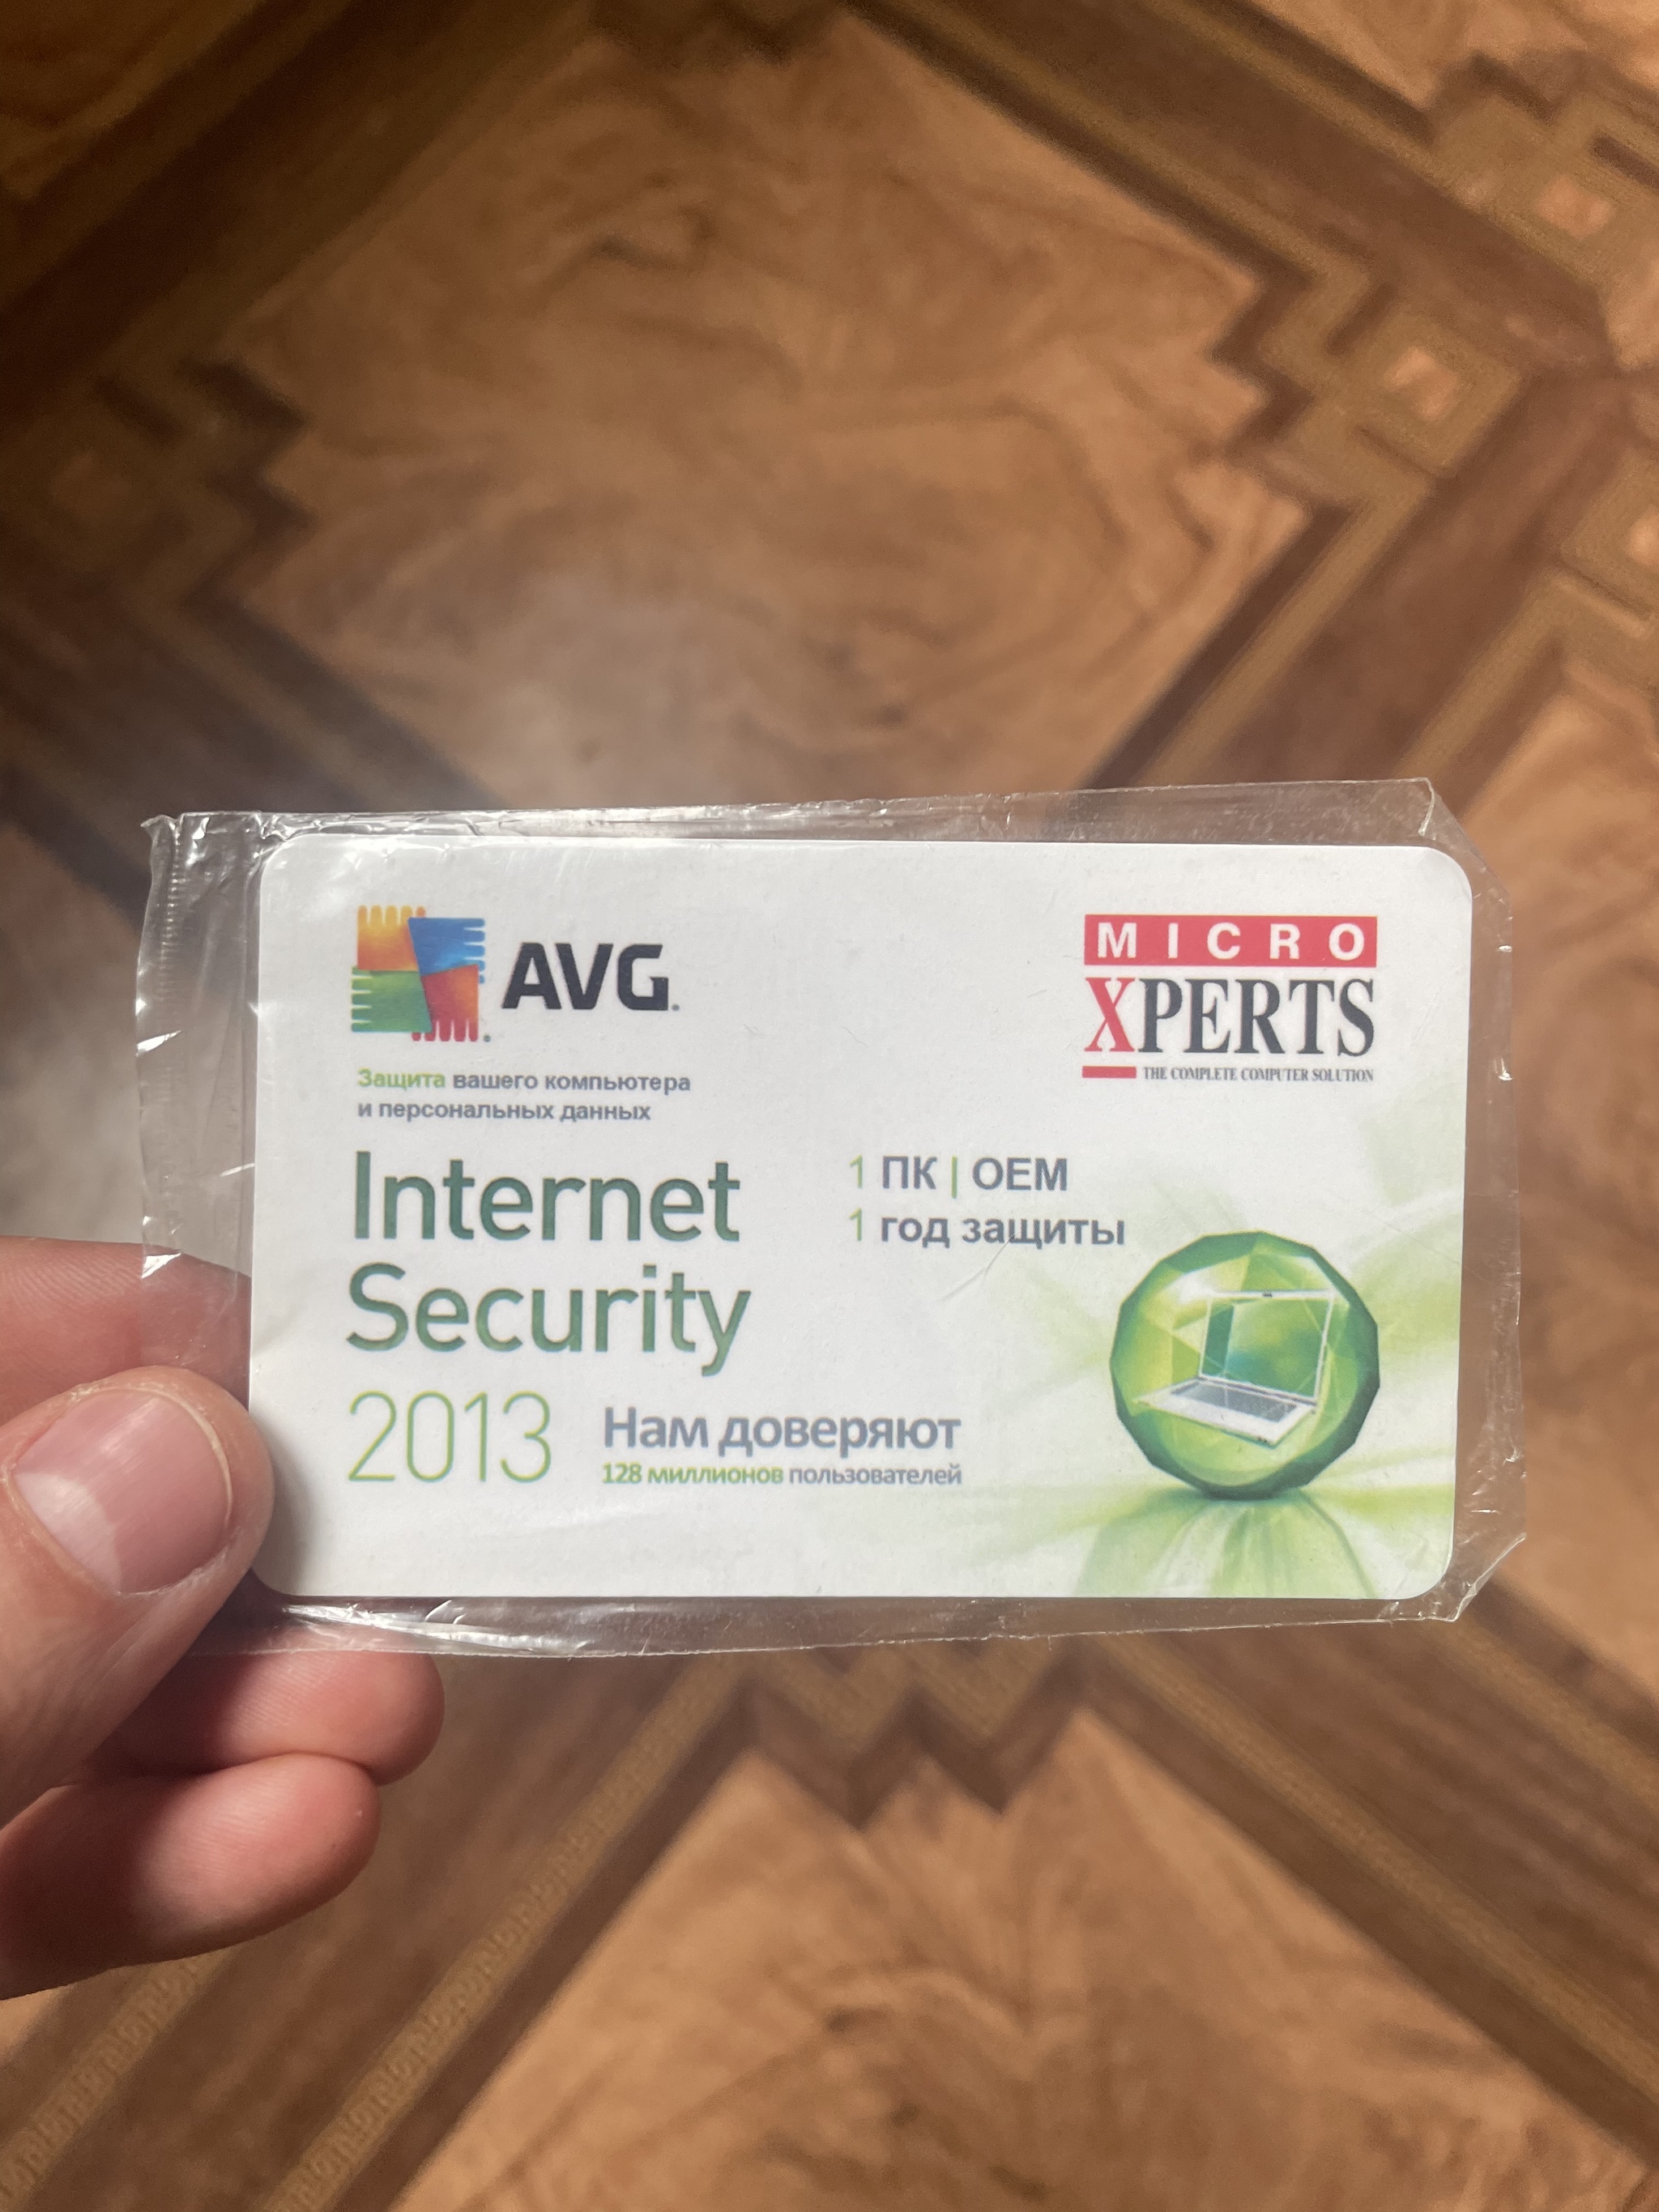 AVG
Защита вашего компьютера
и персональных данных
Internet
Security
2013
Нам доверяют
128 миллионов пользователей
MICRO
XPERTS
THE COMPLETE COMPUTER SOLUTION
1 ПК | OEM
1 год защиты